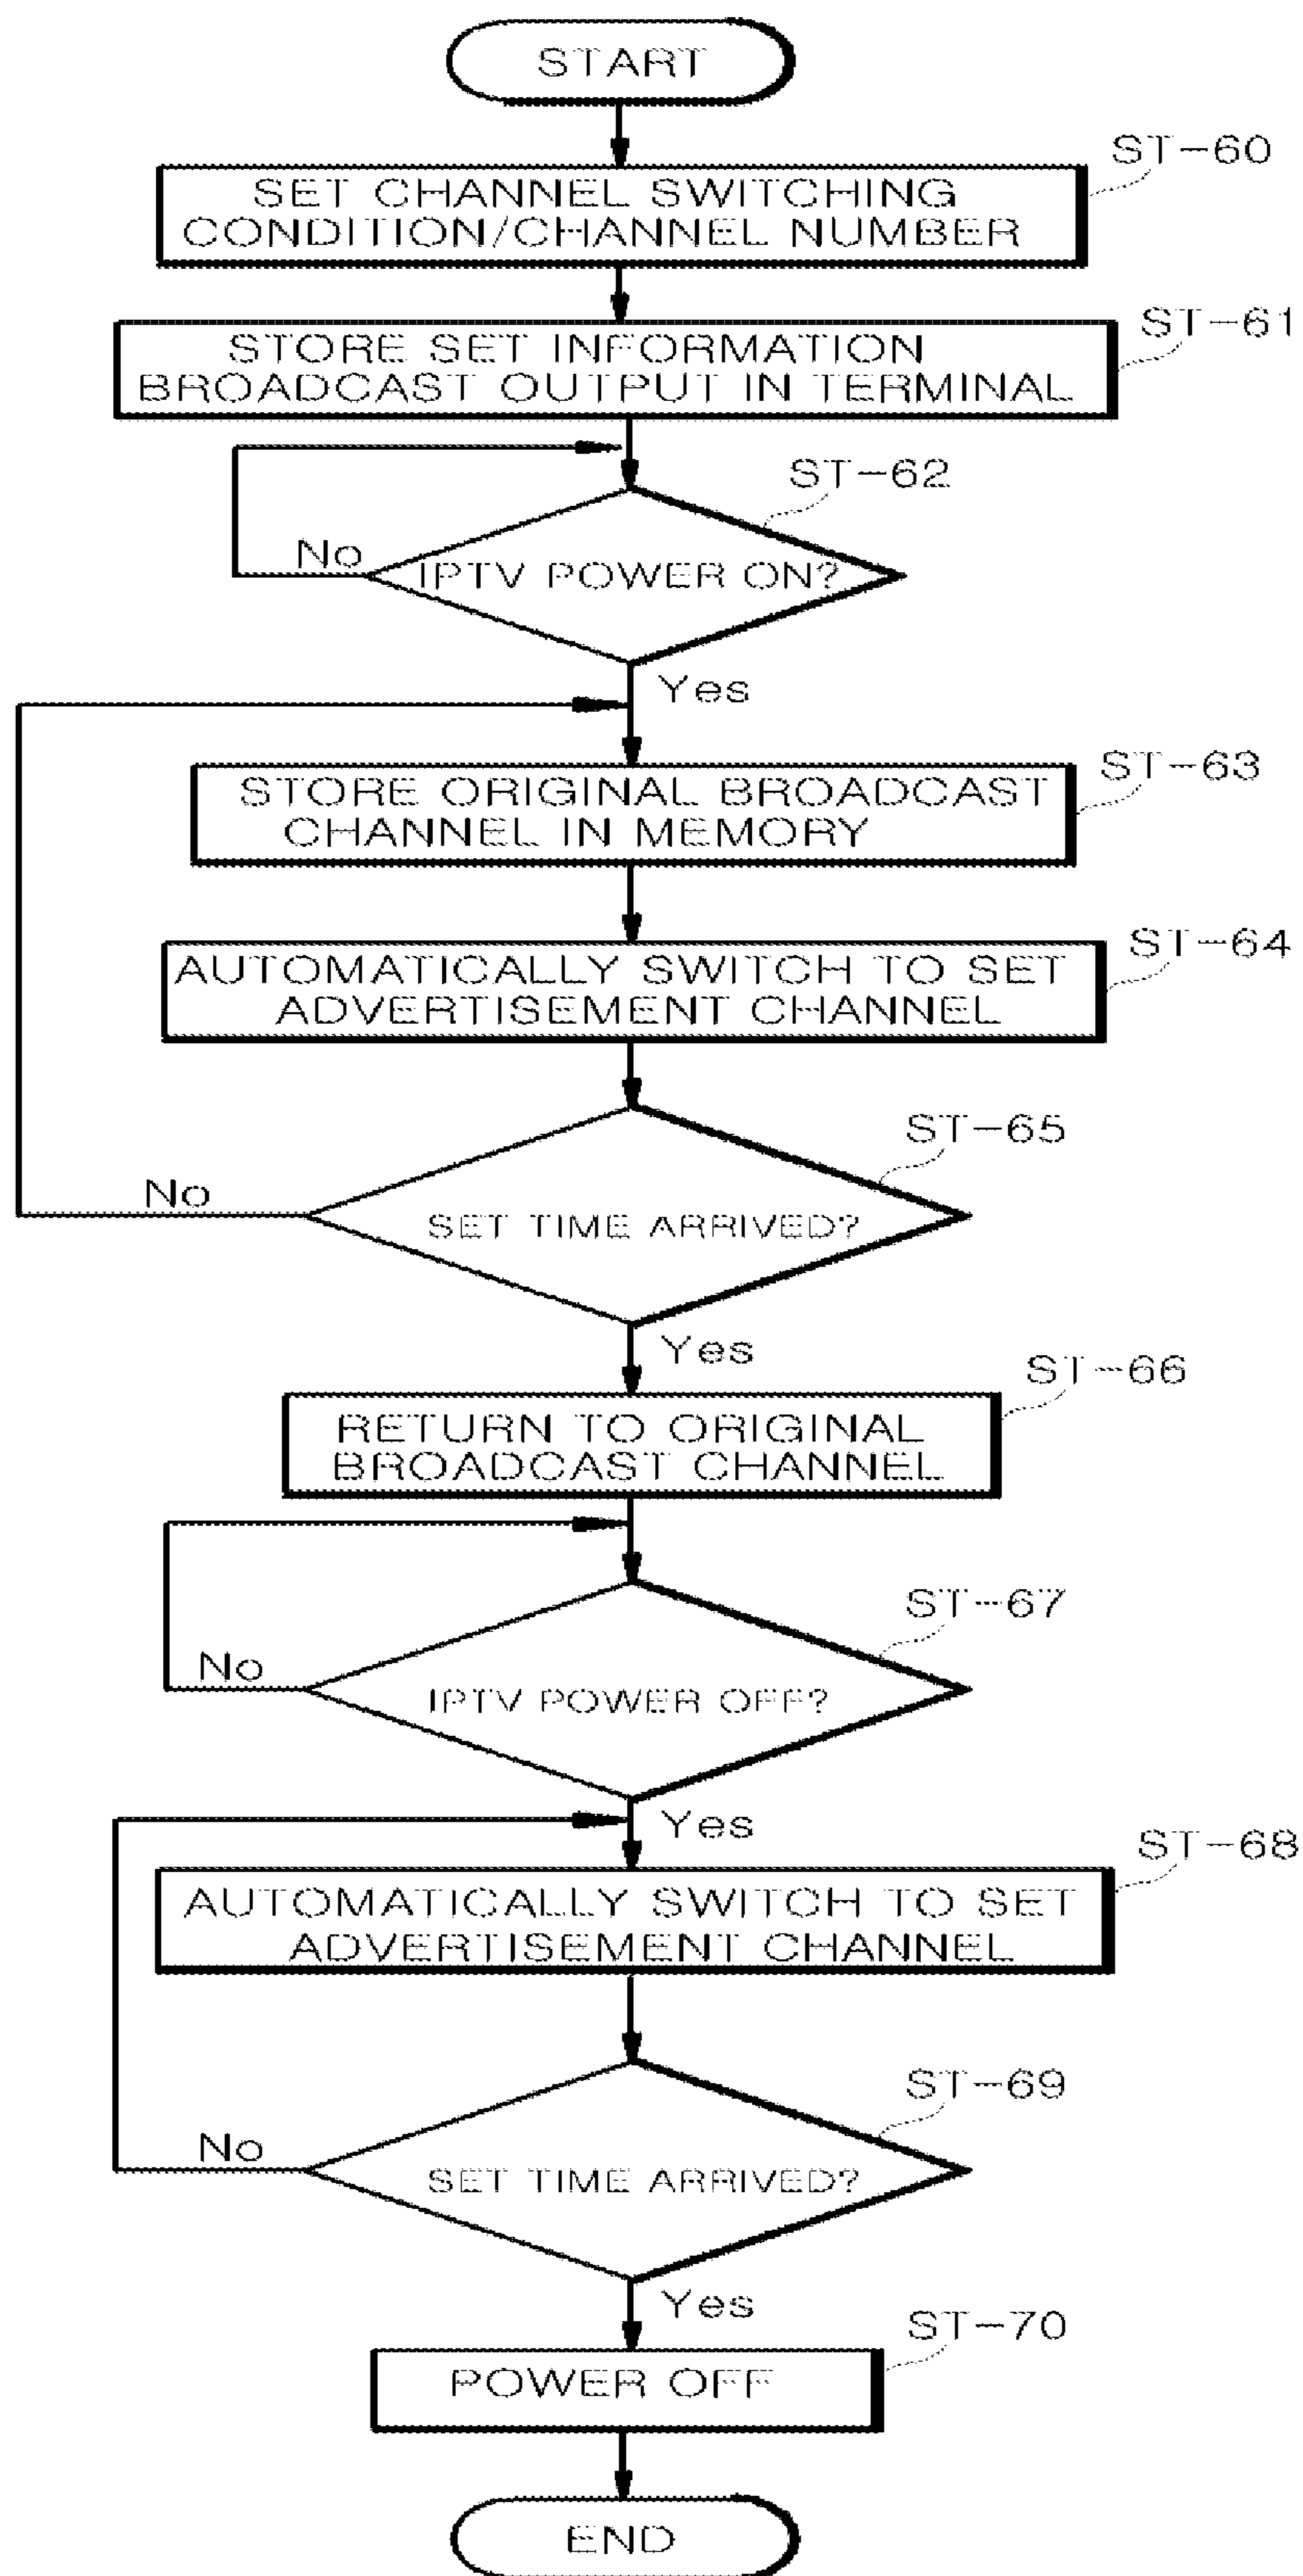 START
ST-60
SET CHANNEL SWITCHING
CONDITION/CHANNEL NUMBER
ST-61
STORE SET INFORMATION
BROADCAST OUTPUT IN TERMINAL
ST-62
No
IPTV POWER ON?
Yes
ST-63
STORE ORIGINAL BROADCAST
CHANNEL IN MEMORY
ST-64
AUTOMATICALLY SWITCH TO SET
ADVERTISEMENT CHANNEL
ST-65
No
SET TIME ARRIVED?
Yes
ST-66
RETURN TO ORIGINAL
BROADCAST CHANNEL
ST-67
No
IPTV POWER OFF?
Yes
ST-68
AUTOMATICALLY SWITCH TO SET
ADVERTISEMENT CHANNEL
ST-69
No
SET TIME ARRIVED?
Yes
ST-70
POWER OFF
END